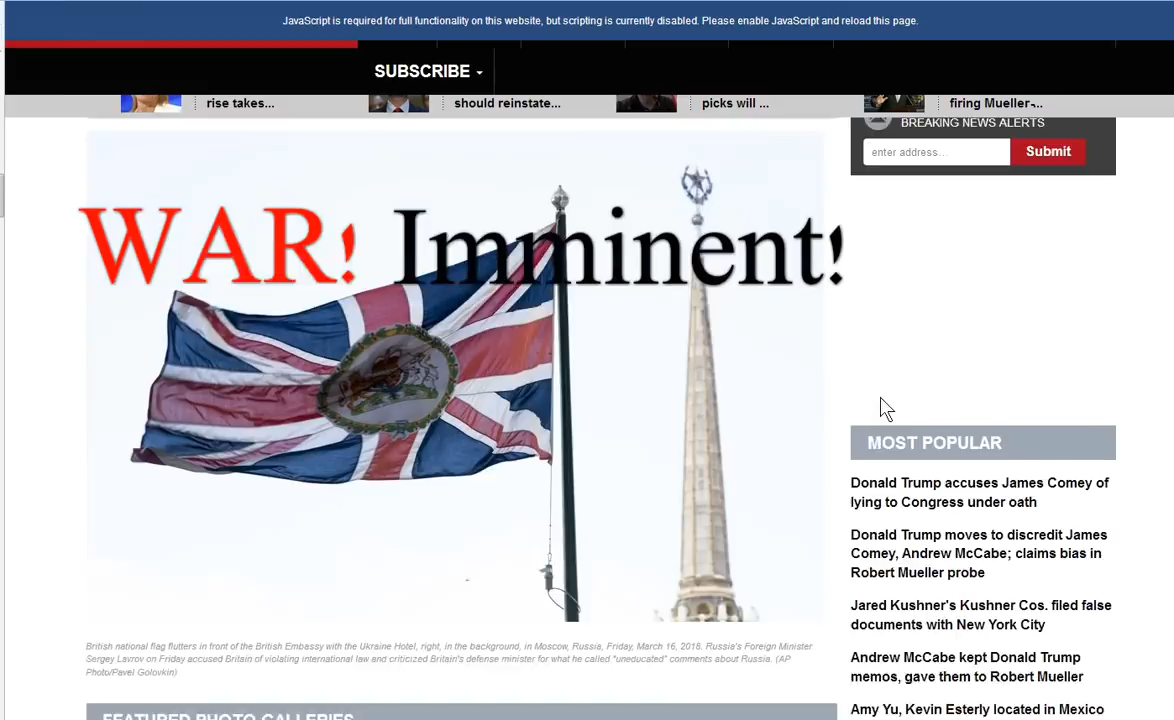 JavaScript is required for full functionality on this website, but scripting is currently disabled. Please enable JavaScript and reload this page.
SUBSCRIBE
rise takes...
should reinstate...
picks will ...
firing Mueller-...
BREAKING NEWS ALERTS
enter address...
Submit
WAR! Imminent!
MOST POPULAR
Donald Trump accuses James Comey of
lying to Congress under oath
Donald Trump moves to discredit James
Comey, Andrew McCabe; claims bias in
Robert Mueller probe
Jared Kushner's Kushner Cos. filed false
documents with New York City
Andrew McCabe kept Donald Trump
memos, gave them to Robert Mueller
Amy Yu, Kevin Esterly located in Mexico
British national flag flutters in front of the British Embassy with the Ukraine Hotel, right, in the background, in Moscow, Russia, Friday, March 16, 2018. Russia's Foreign Minister
Sergey Lavrov on Friday accused Britain of violating international law and criticized Britain's defense minister for what he called "uneducated" comments about Russia. (AP
Photo/Pavel Golovkin)
FEATURED PHOTO GALLERIES